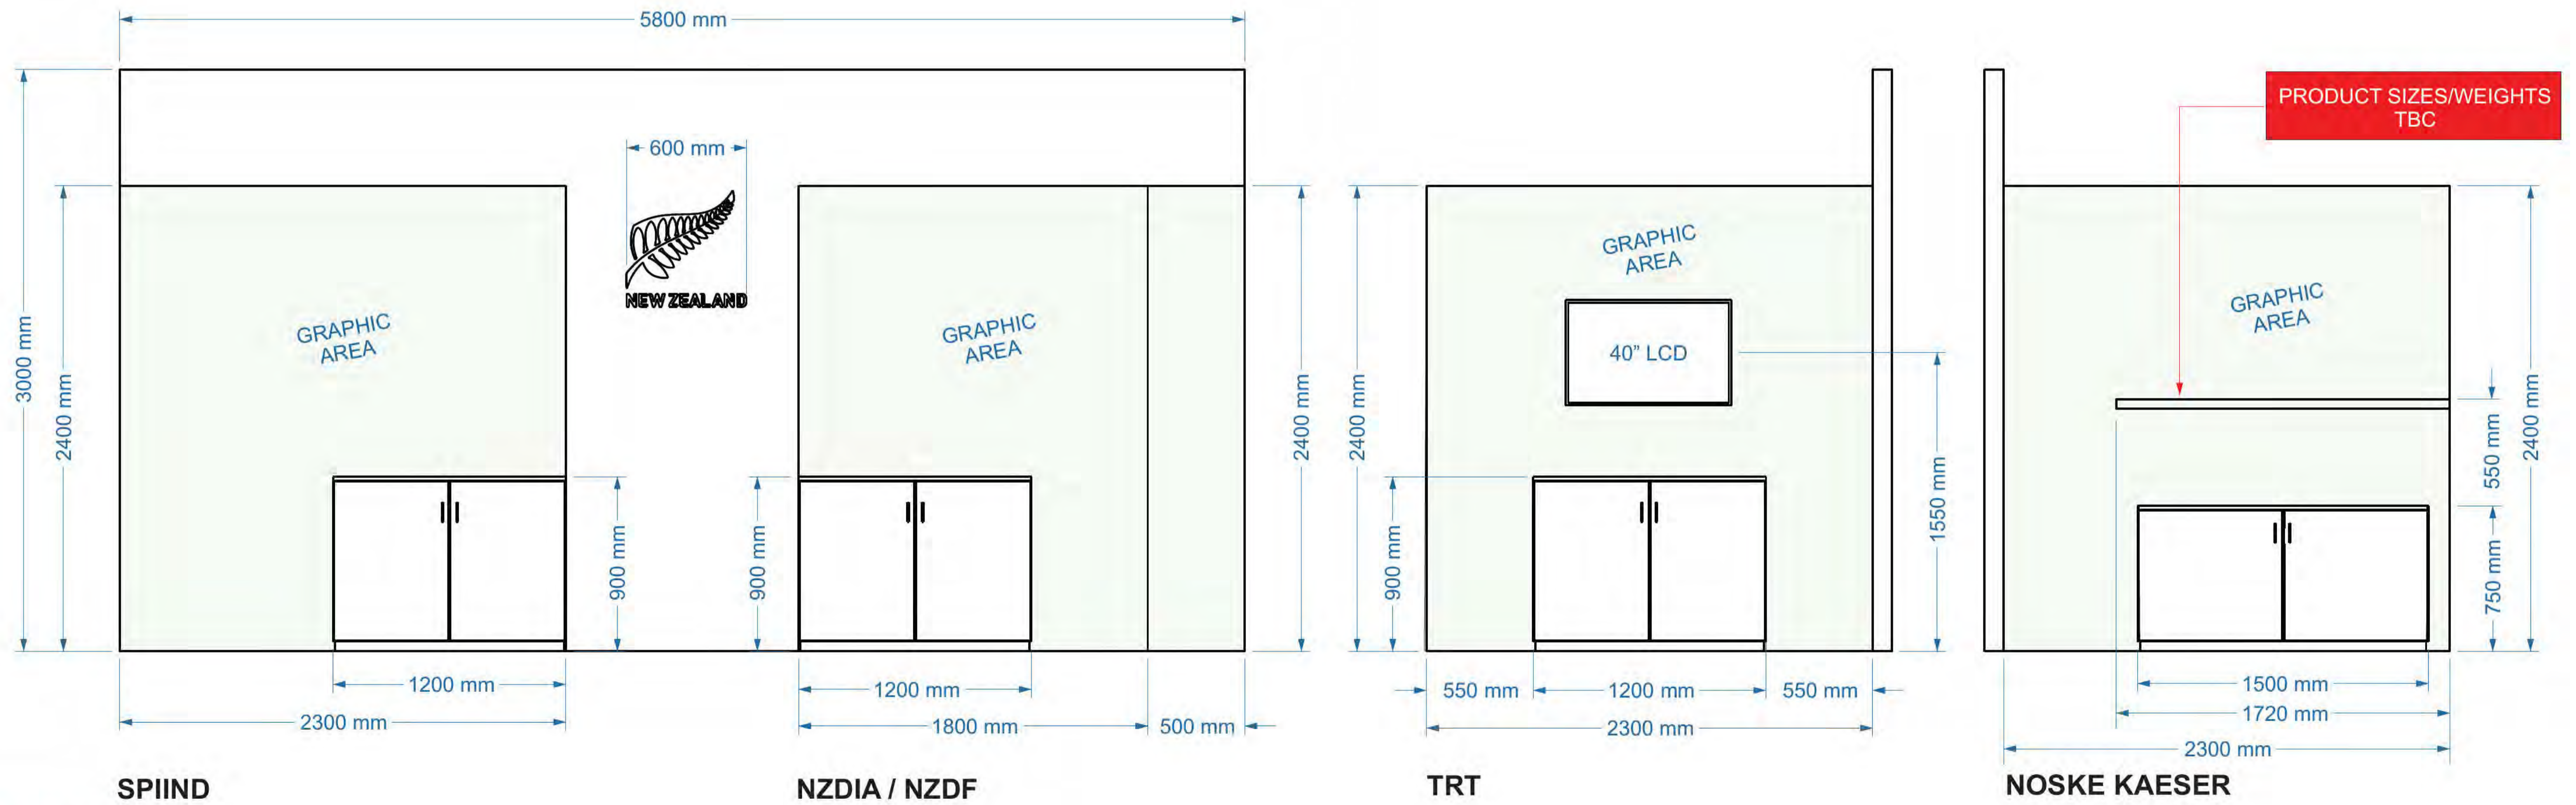 5800 mm
PRODUCT SIZES/WEIGHTS
TBC
600 mm
NEW ZEALAND
3000 mm
2400 mm
GRAPHIC
AREA
900 mm
1200 mm
2300 mm
SPIIND
GRAPHIC
AREA
900 mm
2400 mm
1200 mm
1800 mm
500 mm
NZDIA / NZDF
2400 mm
GRAPHIC
AREA
40” LCD
900 mm
1550 mm
550 mm
1200 mm
550 mm
2300 mm
TRT
GRAPHIC
AREA
550 mm
2400 mm
750 mm
1500 mm
1720 mm
2300 mm
NOSKE KAESER